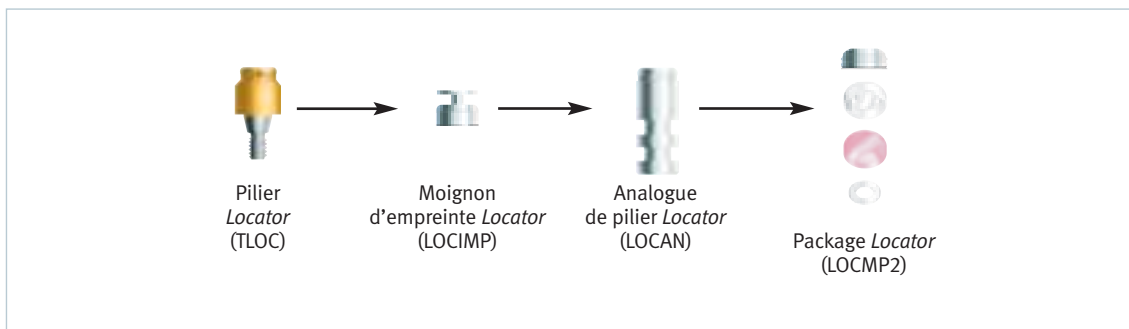 Pilier
Locator
(TLOC)
Moignon
d'empreinte Locator
(LOCIMP)
Analogue
de pilier Locator
(LOCAN)
Package Locator
(LOCMP2)